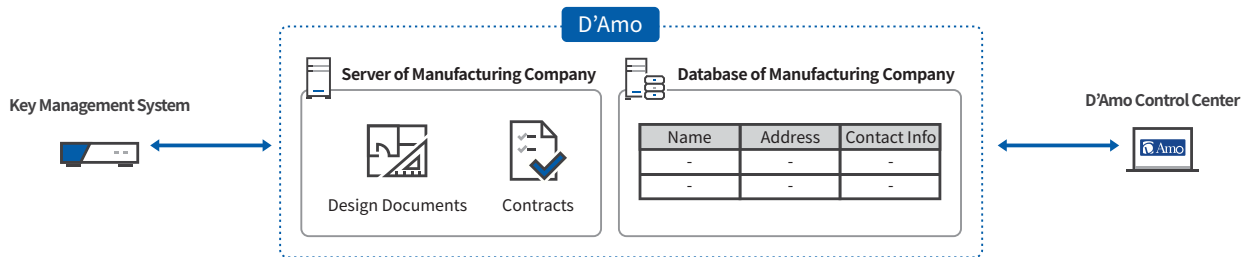 D’Amo
Server of Manufacturing Company
Database of Manufacturing Company
Key Management System
D’Amo Control Center
Name Address Contact Info
- - -
- - -
D’Amo
Design Documents Contracts